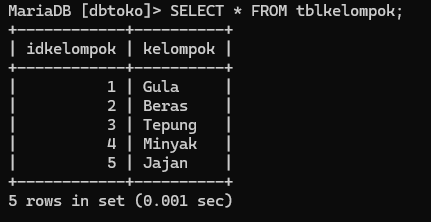 MariaDB [dbtoko]> SELECT * FROM tblkelompok;
+------------+----------+
| idkelompok | kelompok |
+------------+----------+
|          1 | Gula     |
|          2 | Beras    |
|          3 | Tepung   |
|          4 | Minyak   |
|          5 | Jajan    |
+------------+----------+
5 rows in set (0.001 sec)